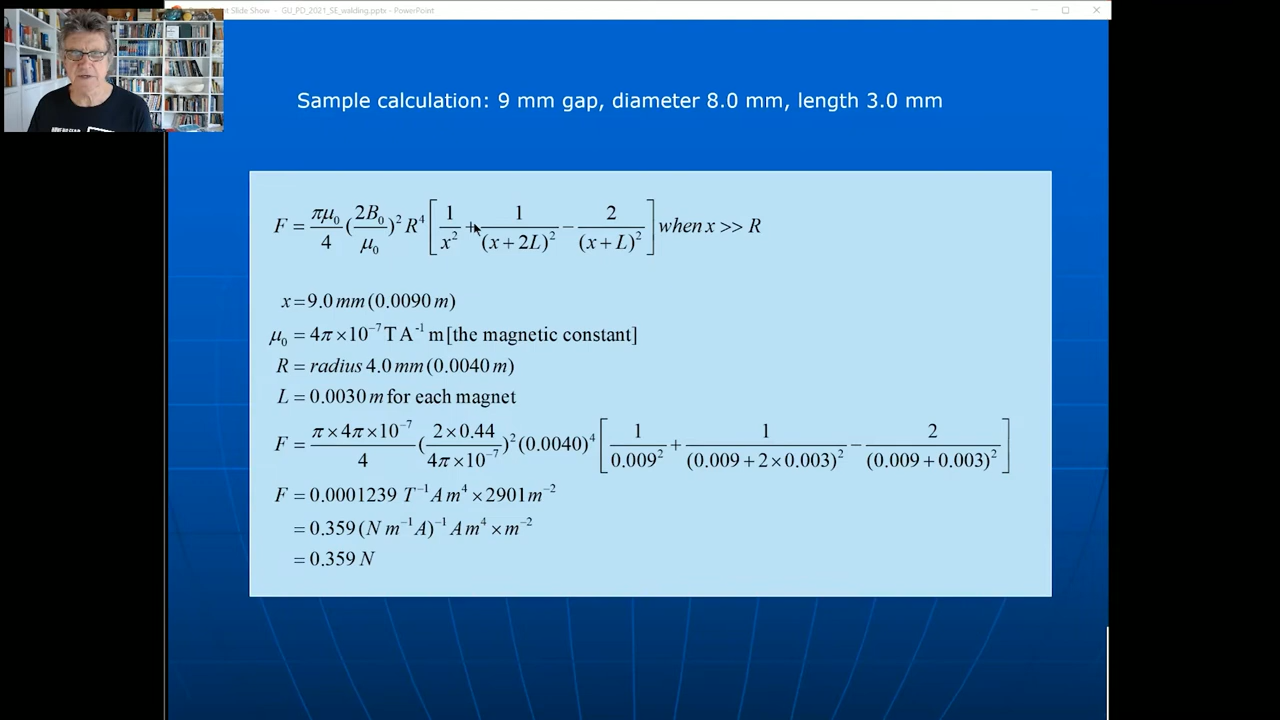 Slide Show - GU_PD_2021_SE_walding.pptx - PowerPoint
Sample calculation: 9 mm gap, diameter 8.0 mm, length 3.0 mm
F = πμ₀/4 (2B₀/μ₀)² R⁴ [1/x² + 1/(x + 2L)² − 2/(x + L)²] when x >> R
x = 9.0 mm (0.0090 m)
μ₀ = 4π × 10⁻⁷ T A⁻¹ m [the magnetic constant]
R = radius 4.0 mm (0.0040 m)
L = 0.0030 m for each magnet
F = π × 4π × 10⁻⁷/4 (2 × 0.44/4π × 10⁻⁷)² (0.0040)⁴ [1/0.009² + 1/(0.009 + 2 × 0.003)² − 2/(0.009 + 0.003)²]
F = 0.0001239 T⁻¹ A m⁴ × 2901 m⁻²
= 0.359 (N m⁻¹ A)⁻¹ A m⁴ × m⁻²
= 0.359 N